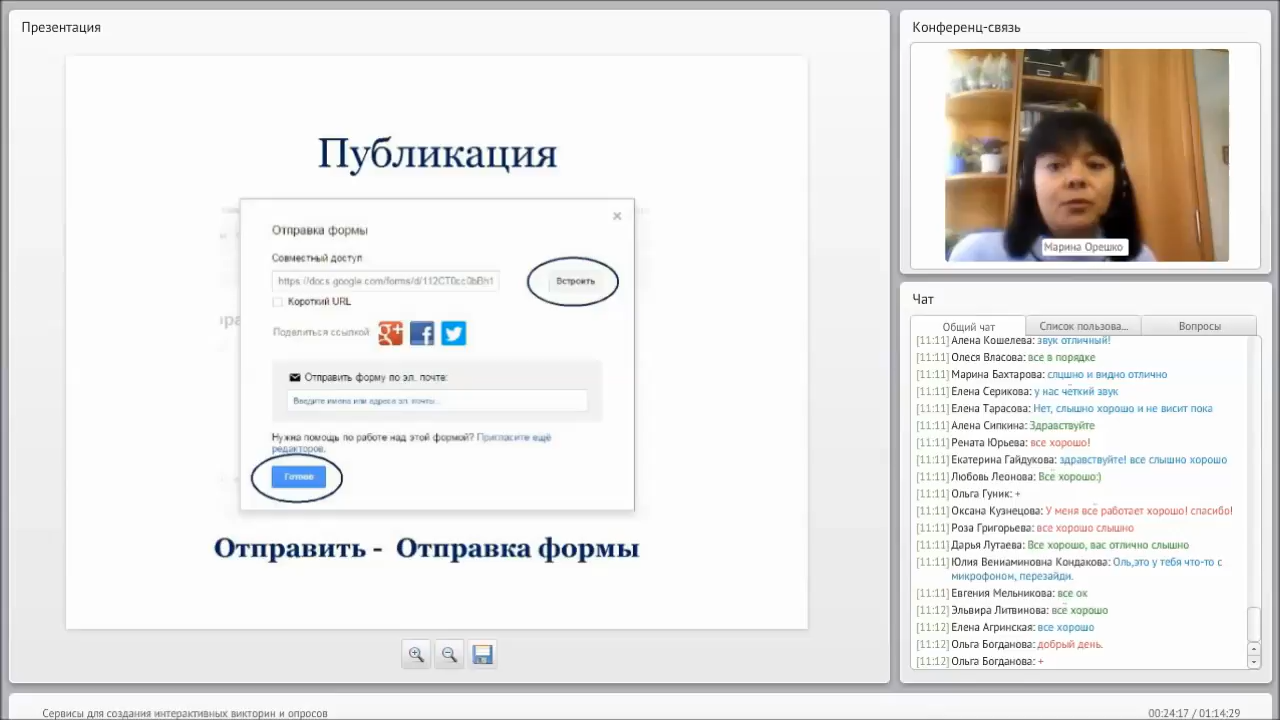 Презентация
Публикация
Отправка формы
Совместный доступ
https://docs.google.com/forms/d/
Встроить
Короткий URL
Поделиться ссылкой
Отправить форму по эл. почте:
Введите имена или адреса эл. почты...
Нужна помощь по работе над этой формой? Пригласите ещё
редакторов.
Готово
Отправить - Отправка формы
Конференц-связь
Марина Орешко
Чат
Общий чат
Список пользова...
Вопросы
[11:11] Алена Кошелева: звук отличный!
[11:11] Олеся Власова: все в порядке
[11:11] Марина Бахтарова: слцшно и видно отлично
[11:11] Елена Серикова: у нас чёткий звук
[11:11] Елена Тарасова: Нет, слышно хорошо и не висит пока
[11:11] Алена Сипкина: Здравствуйте
[11:11] Рената Юрьева: все хорошо!
[11:11] Екатерина Гайдукова: здравствуйте! все слышно хорошо
[11:11] Любовь Леонова: Всё хорошо:)
[11:11] Ольга Гуник: +
[11:11] Оксана Кузнецова: У меня всё работает хорошо! спасибо!
[11:11] Роза Григорьева: все хорошо слышно
[11:11] Дарья Лутаева: Все хорошо, вас отлично слышно
[11:11] Юлия Вениаминовна Кондакова: Оль,это у тебя что-то с
микрофоном, перезайди.
[11:11] Евгения Мельникова: все ок
[11:12] Эльвира Литвинова: всё хорошо
[11:12] Елена Агринская: все хорошо
[11:12] Ольга Богданова: добрый день.
[11:12] Ольга Богданова: +
Сервисы для создания интерактивных викторин и опросов
00:24:17 / 01:14:29